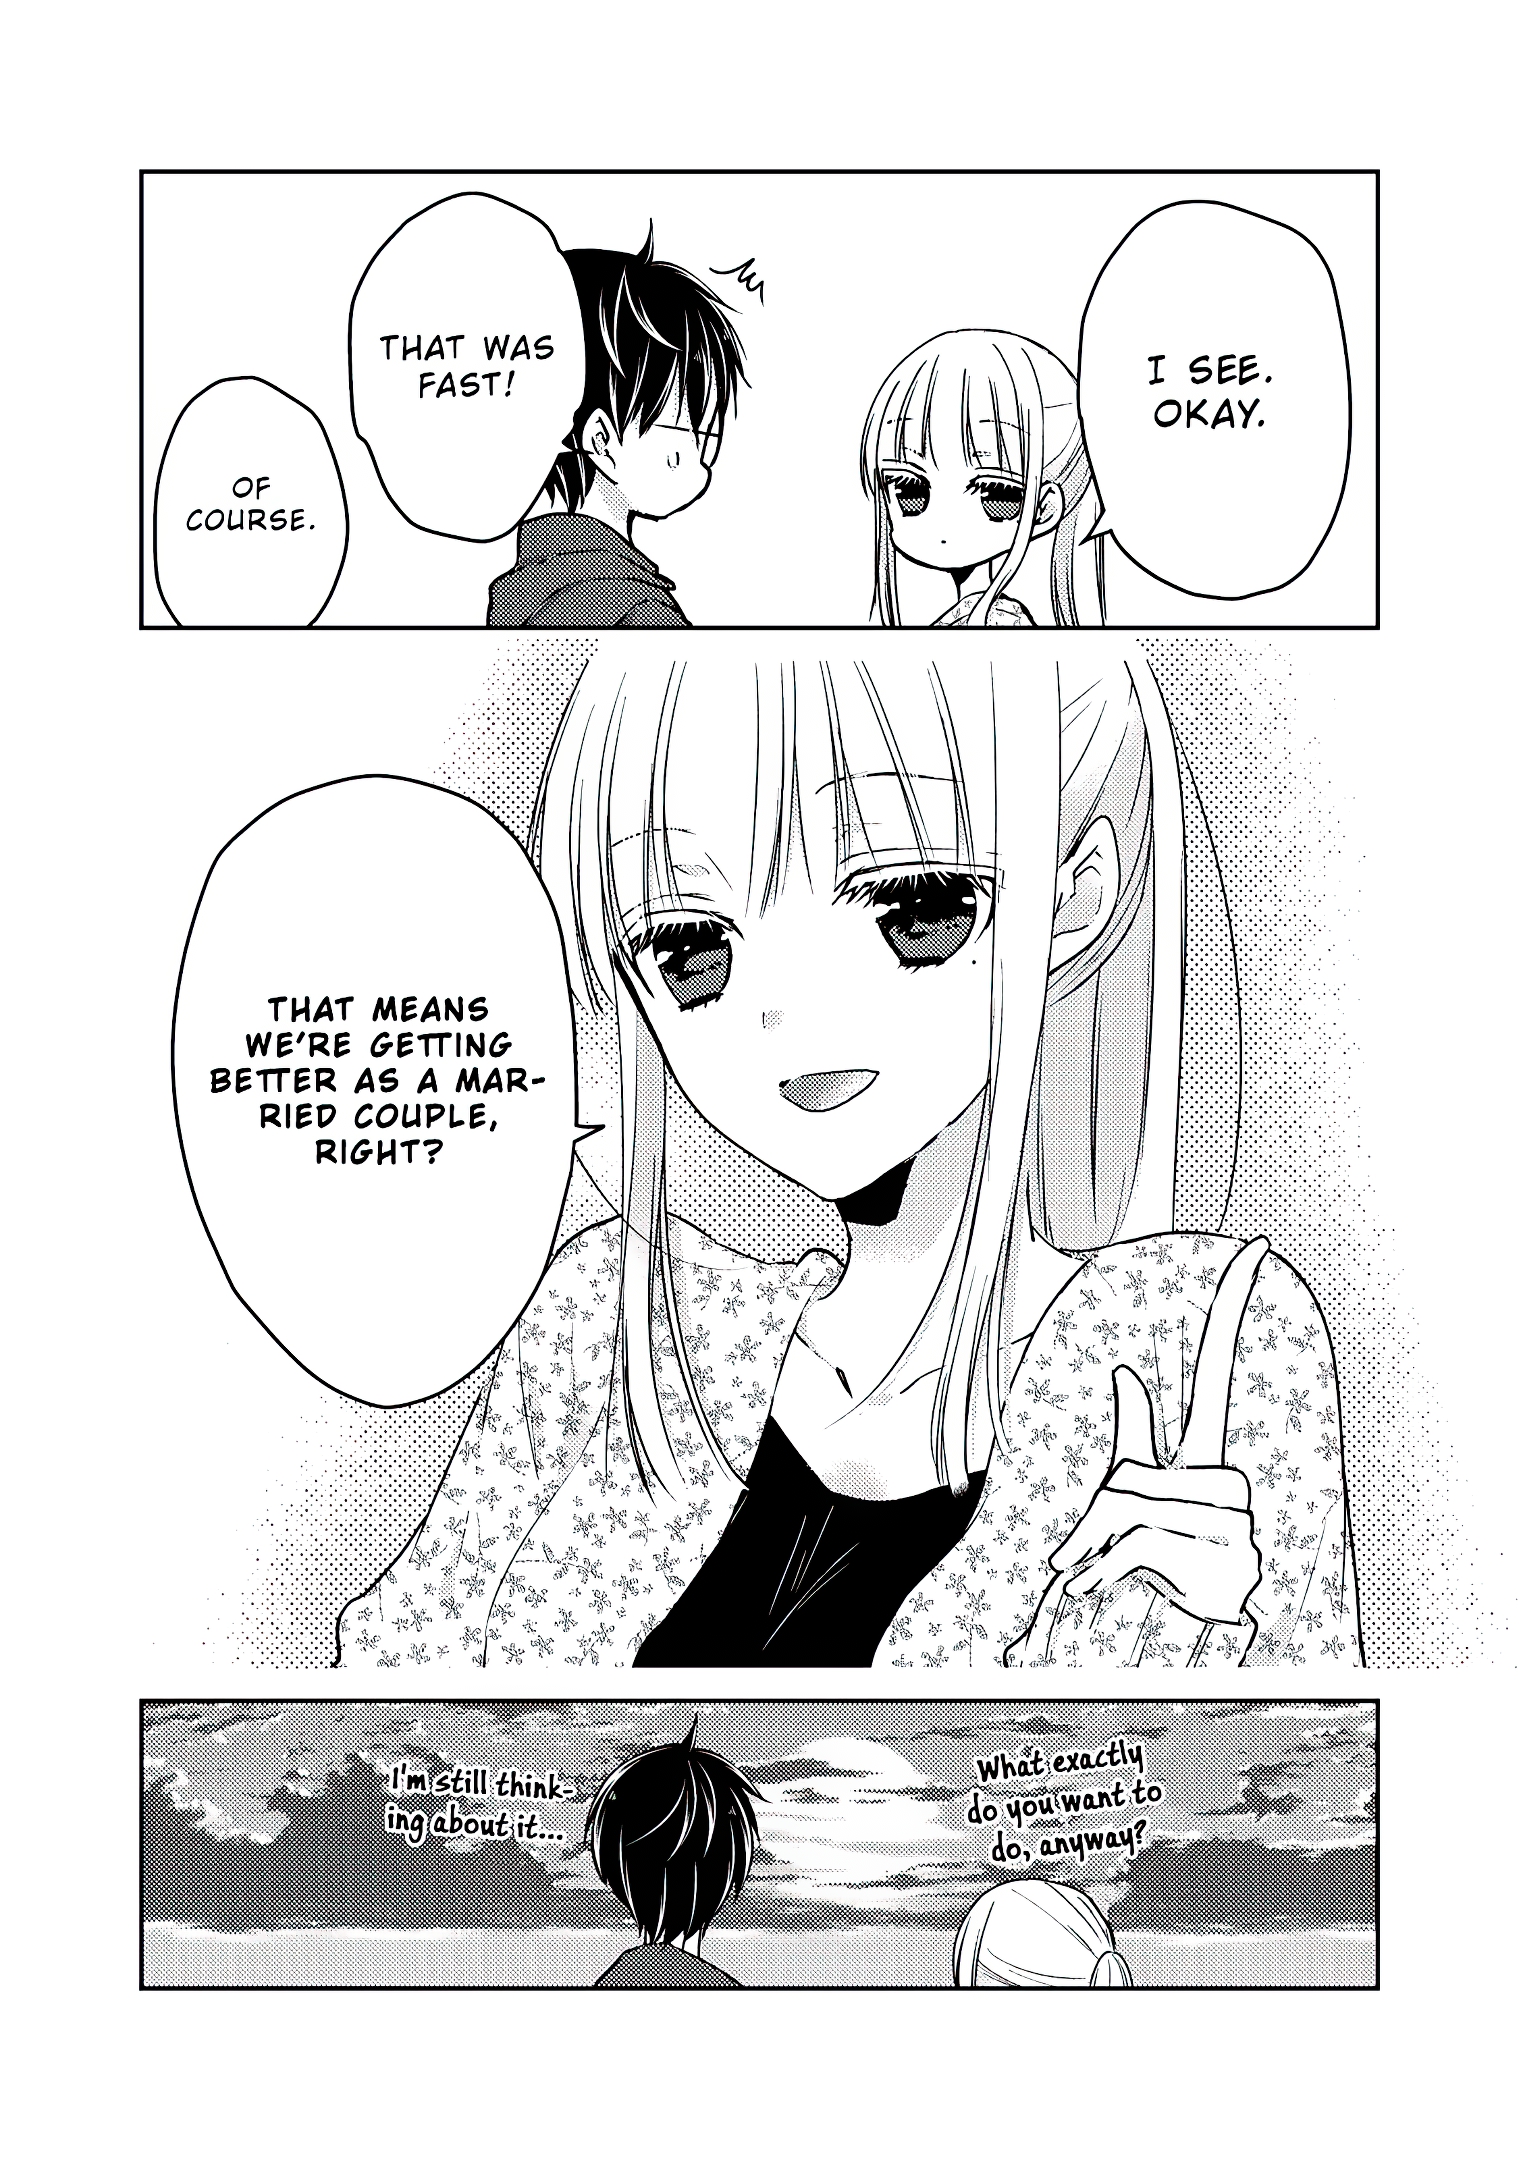 I SEE.
OKAY.
THAT WAS
FAST!
OF
COURSE.
THAT MEANS
WE'RE GETTING
BETTER AS A MAR-
RIED COUPLE,
RIGHT?
What exactly
do you want to
do, anyway?
I'm still think-
ing about it...